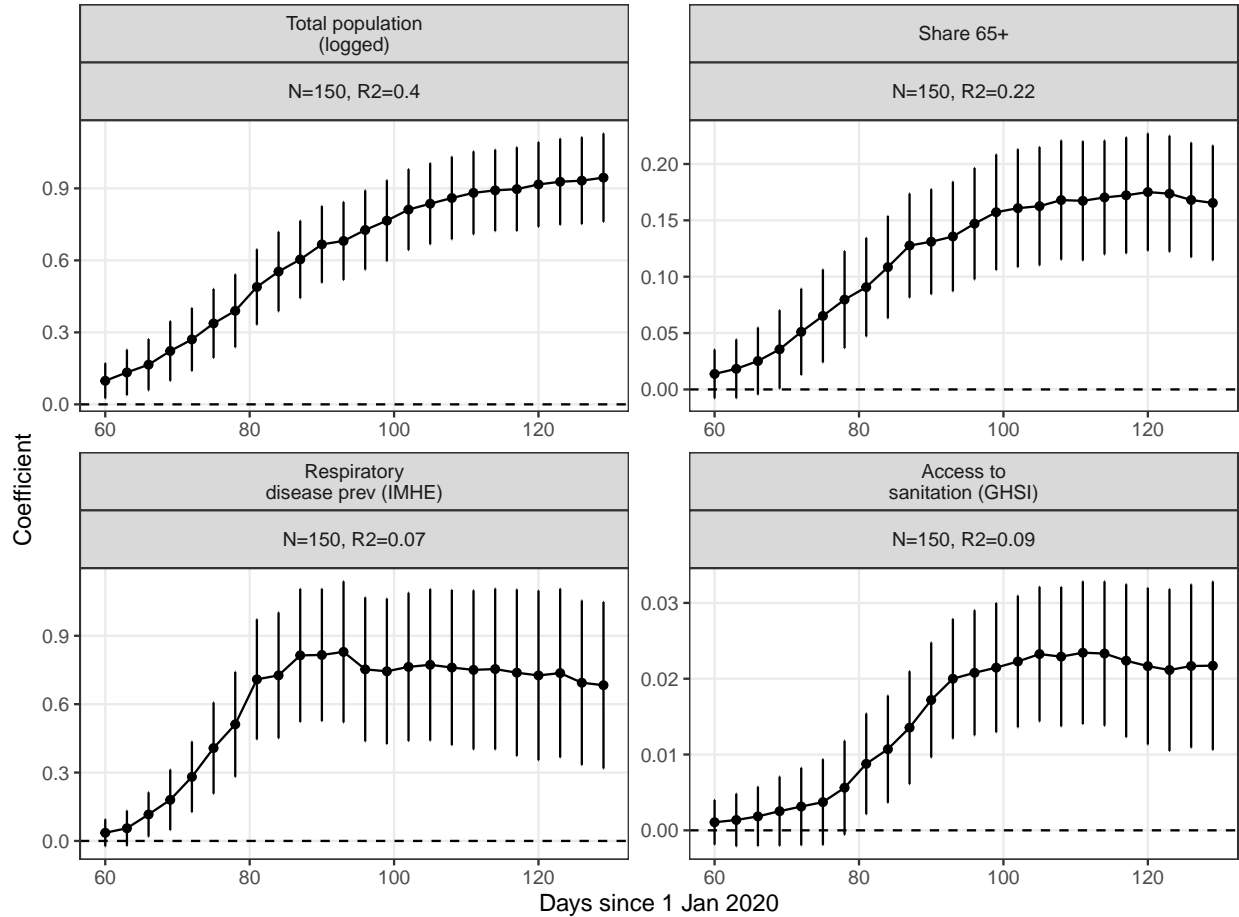 Total population
(logged)
N=150, R2=0.4
0.9
0.6
0.3
0.0
60
80
100
120
Share 65+
N=150, R2=0.22
0.20
0.15
0.10
0.05
0.00
60
80
100
120
Respiratory
disease prev (IMHE)
N=150, R2=0.07
0.9
0.6
0.3
0.0
60
80
100
120
Access to
sanitation (GHSI)
N=150, R2=0.09
0.03
0.02
0.01
0.00
60
80
100
120
Coefficient
Days since 1 Jan 2020